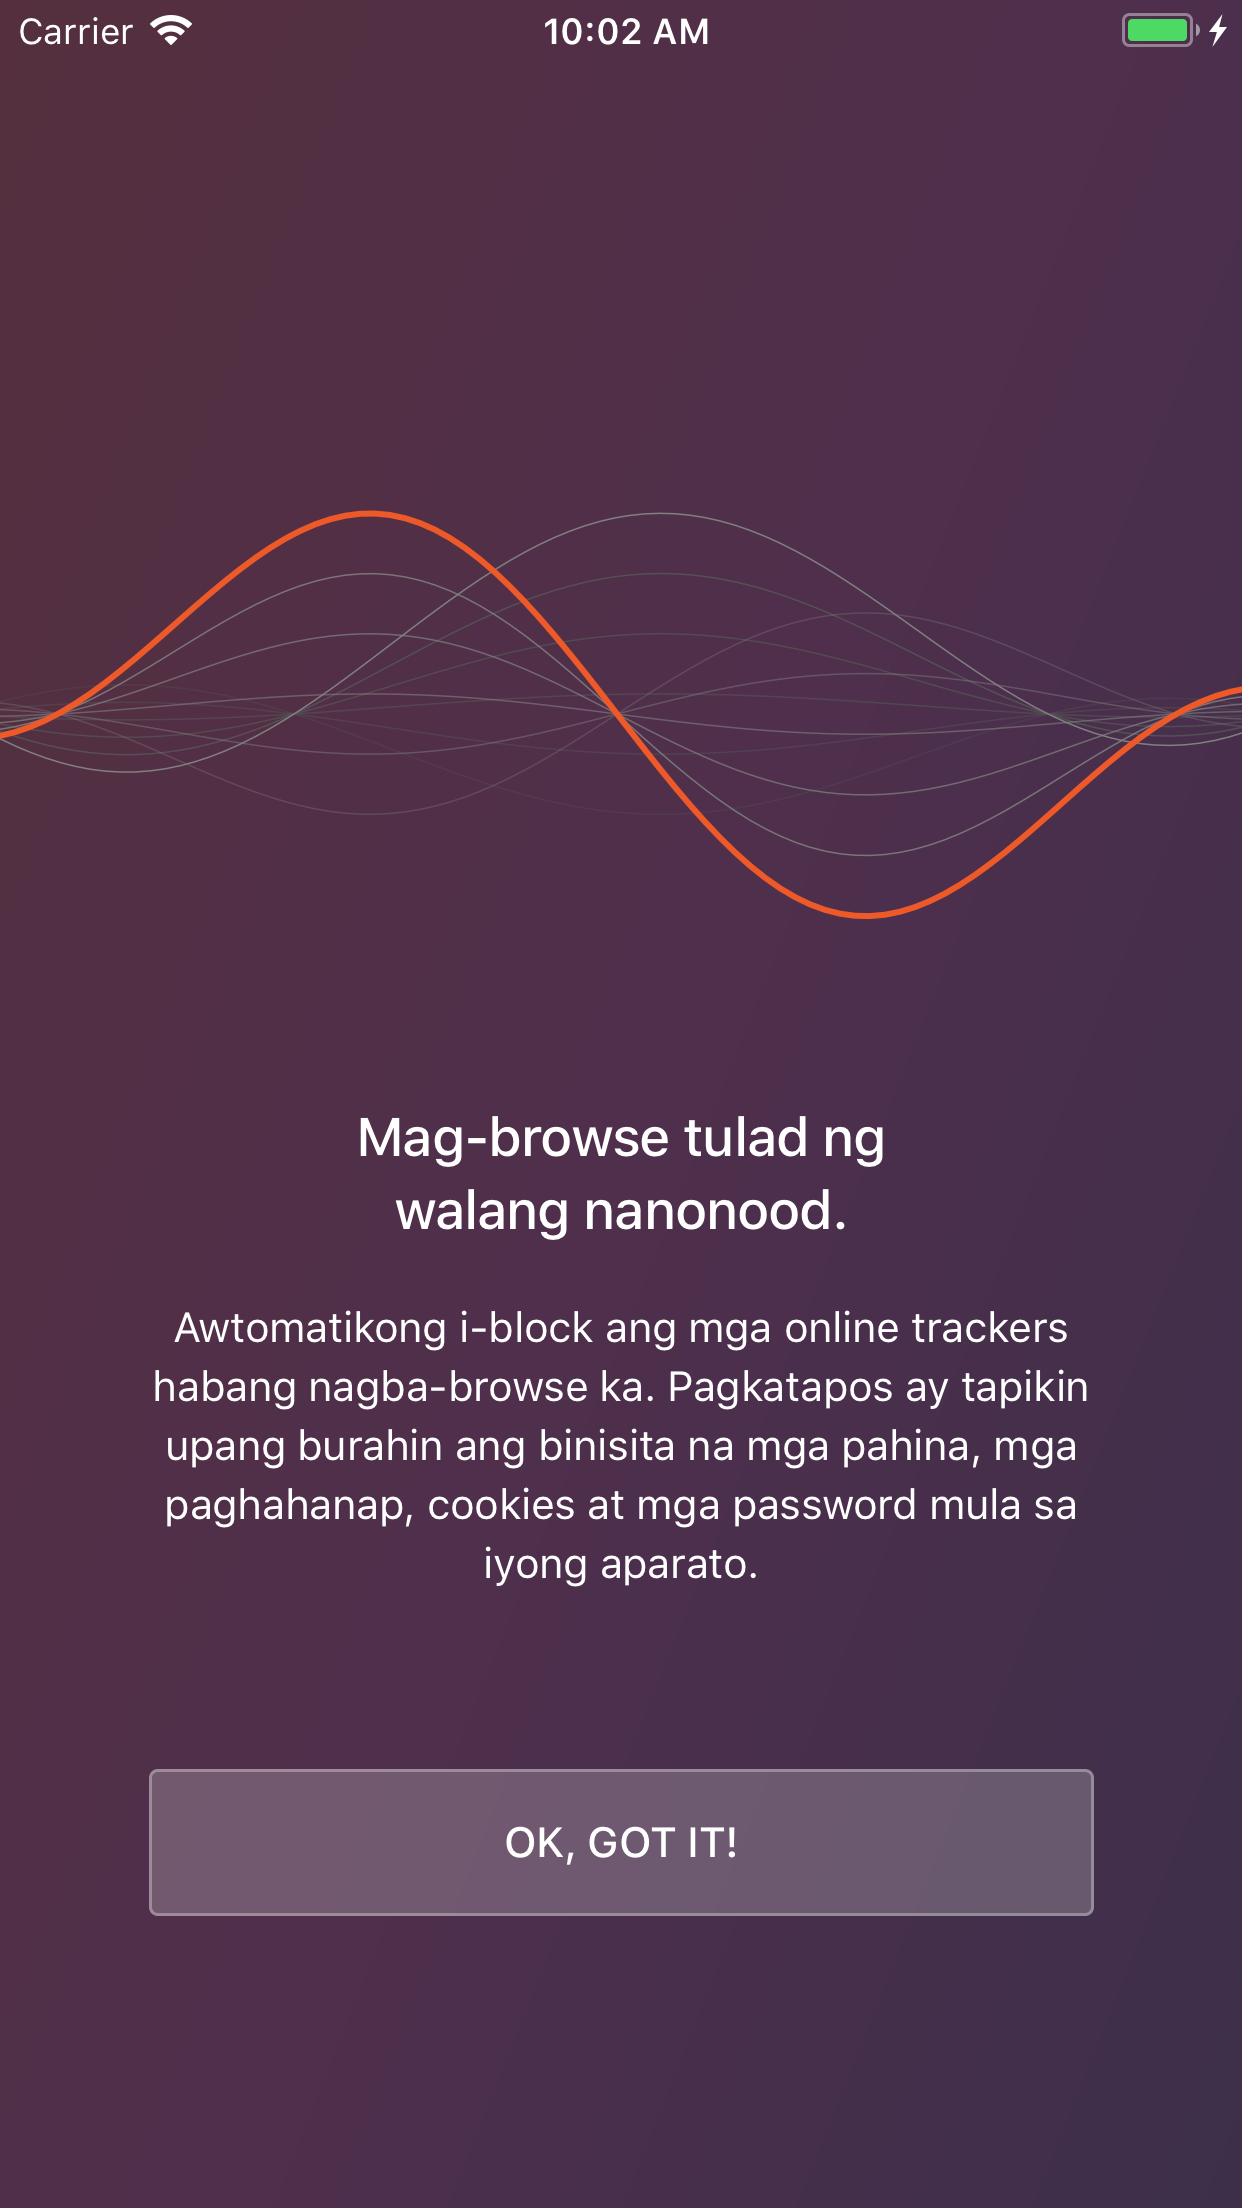 Carrier 10:02 AM
Mag-browse tulad ng
walang nanonood.
Awtomatikong i-block ang mga online trackers
habang nagba-browse ka. Pagkatapos ay tapikin
upang burahin ang binisita na mga pahina, mga
paghahanap, cookies at mga password mula sa
iyong aparato.
OK, GOT IT!